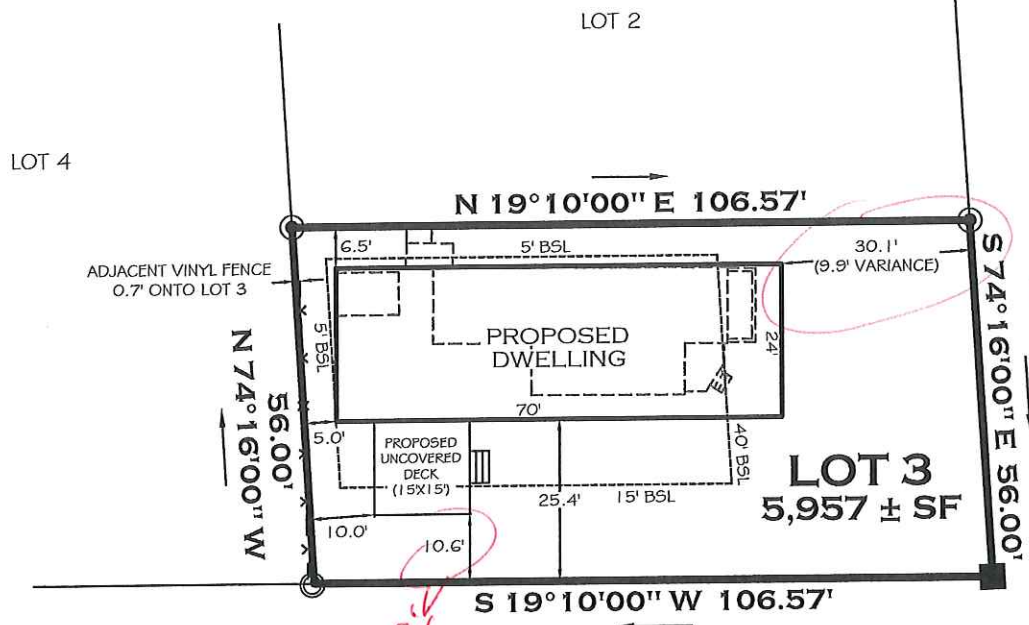 LOT 2
LOT 4
N 19°10'00" E 106.57'
6.5'
5' BSL
30.1'
(9.9' VARIANCE)
ADJACENT VINYL FENCE
0.7' ONTO LOT 3
S 74°16'00" E 56.00'
5' BSL
PROPOSED
DWELLING
24'
N 74°16'00" W
56.00'
70'
5.0'
PROPOSED
UNCOVERED
DECK
(15'X15')
40' BSL
LOT 3
5,957 ± SF
25.4'
15' BSL
10.0'
10.6'
S 19°10'00" W 106.57'